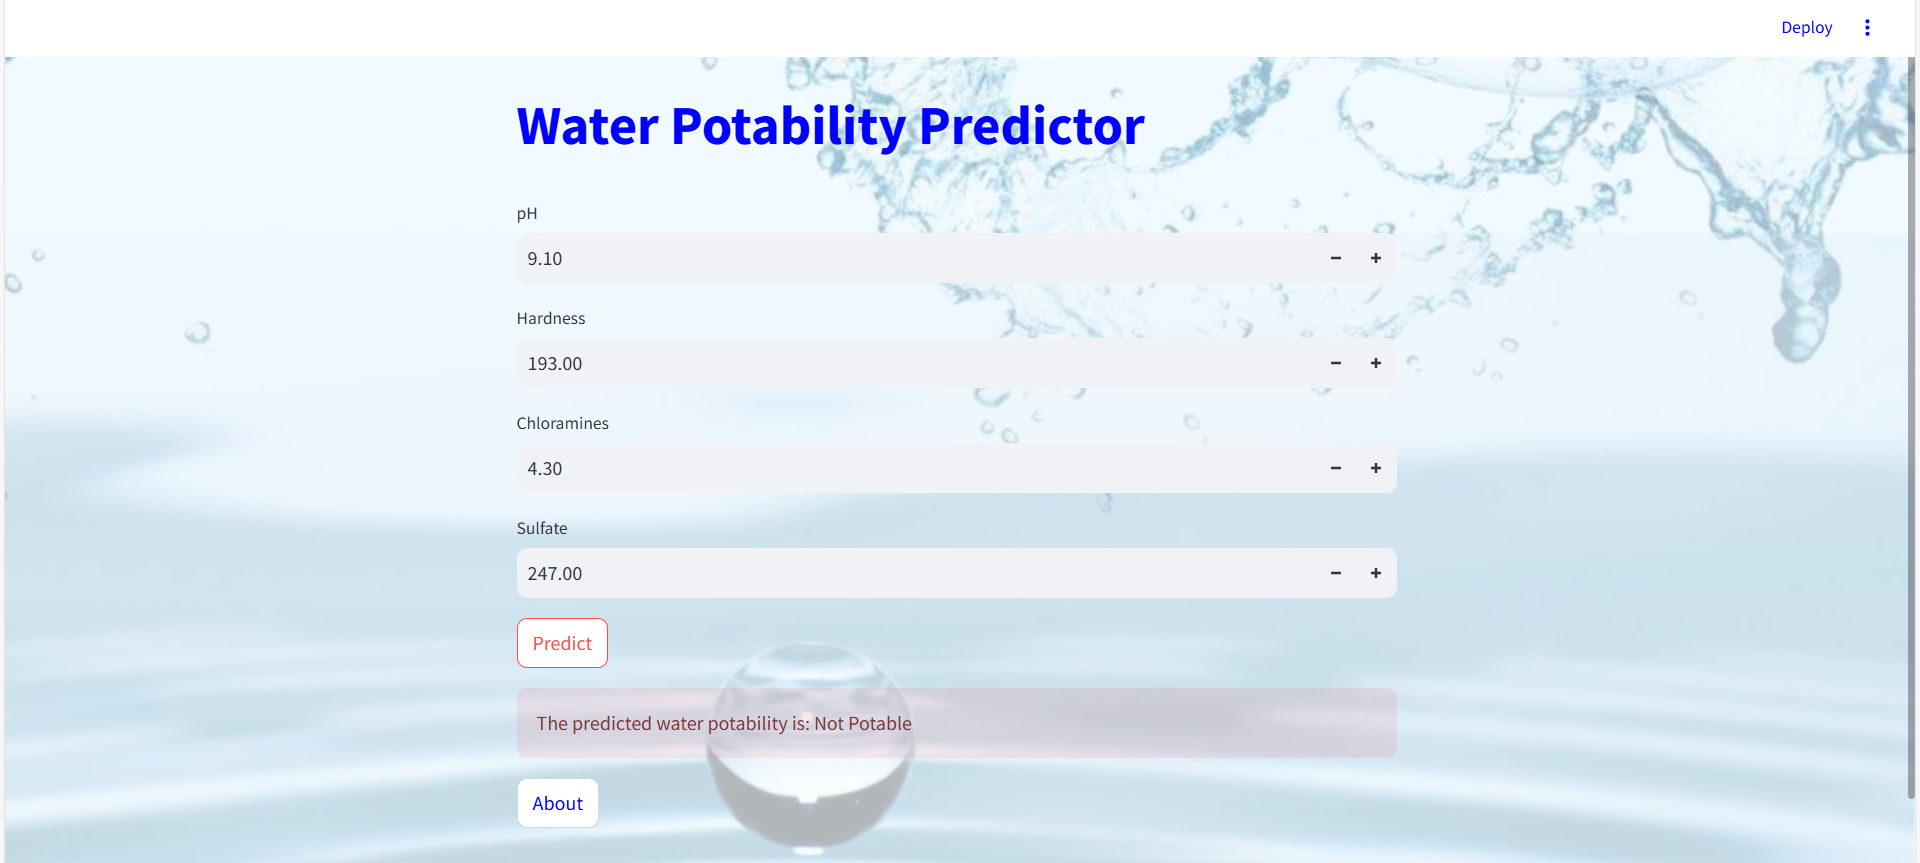 Deploy
Water Potability Predictor
pH
9.10
Hardness
193.00
Chloramines
4.30
Sulfate
247.00
Predict
The predicted water potability is: Not Potable
About